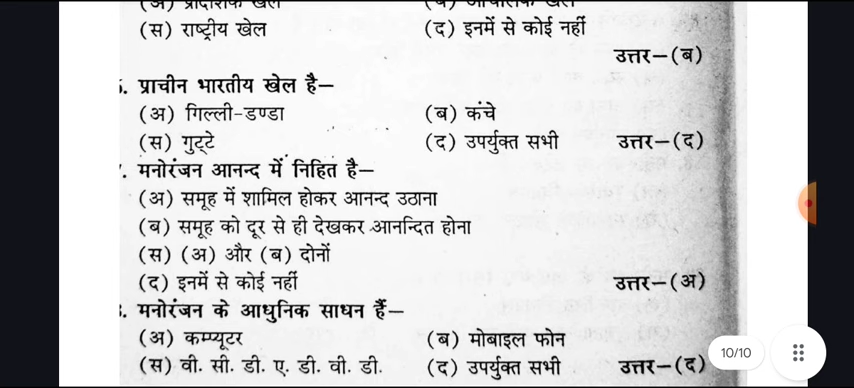 (अ) प्रादेशिक खेल (ब) आंचलिक खेल
(स) राष्ट्रीय खेल (द) इनमें से कोई नहीं
उत्तर–(ब)
प्राचीन भारतीय खेल है–
(अ) गिल्ली-डण्डा (ब) कंचे
(स) गुट्टे (द) उपर्युक्त सभी उत्तर–(द)
मनोरंजन आनन्द में निहित है–
(अ) समूह में शामिल होकर आनन्द उठाना
(ब) समूह को दूर से ही देखकर आनन्दित होना
(स) (अ) और (ब) दोनों
(द) इनमें से कोई नहीं उत्तर–(अ)
मनोरंजन के आधुनिक साधन हैं–
(अ) कम्प्यूटर (ब) मोबाइल फोन
10/10
(स) वी. सी. डी. ए. डी. वी. डी. (द) उपर्युक्त सभी उत्तर–(द)